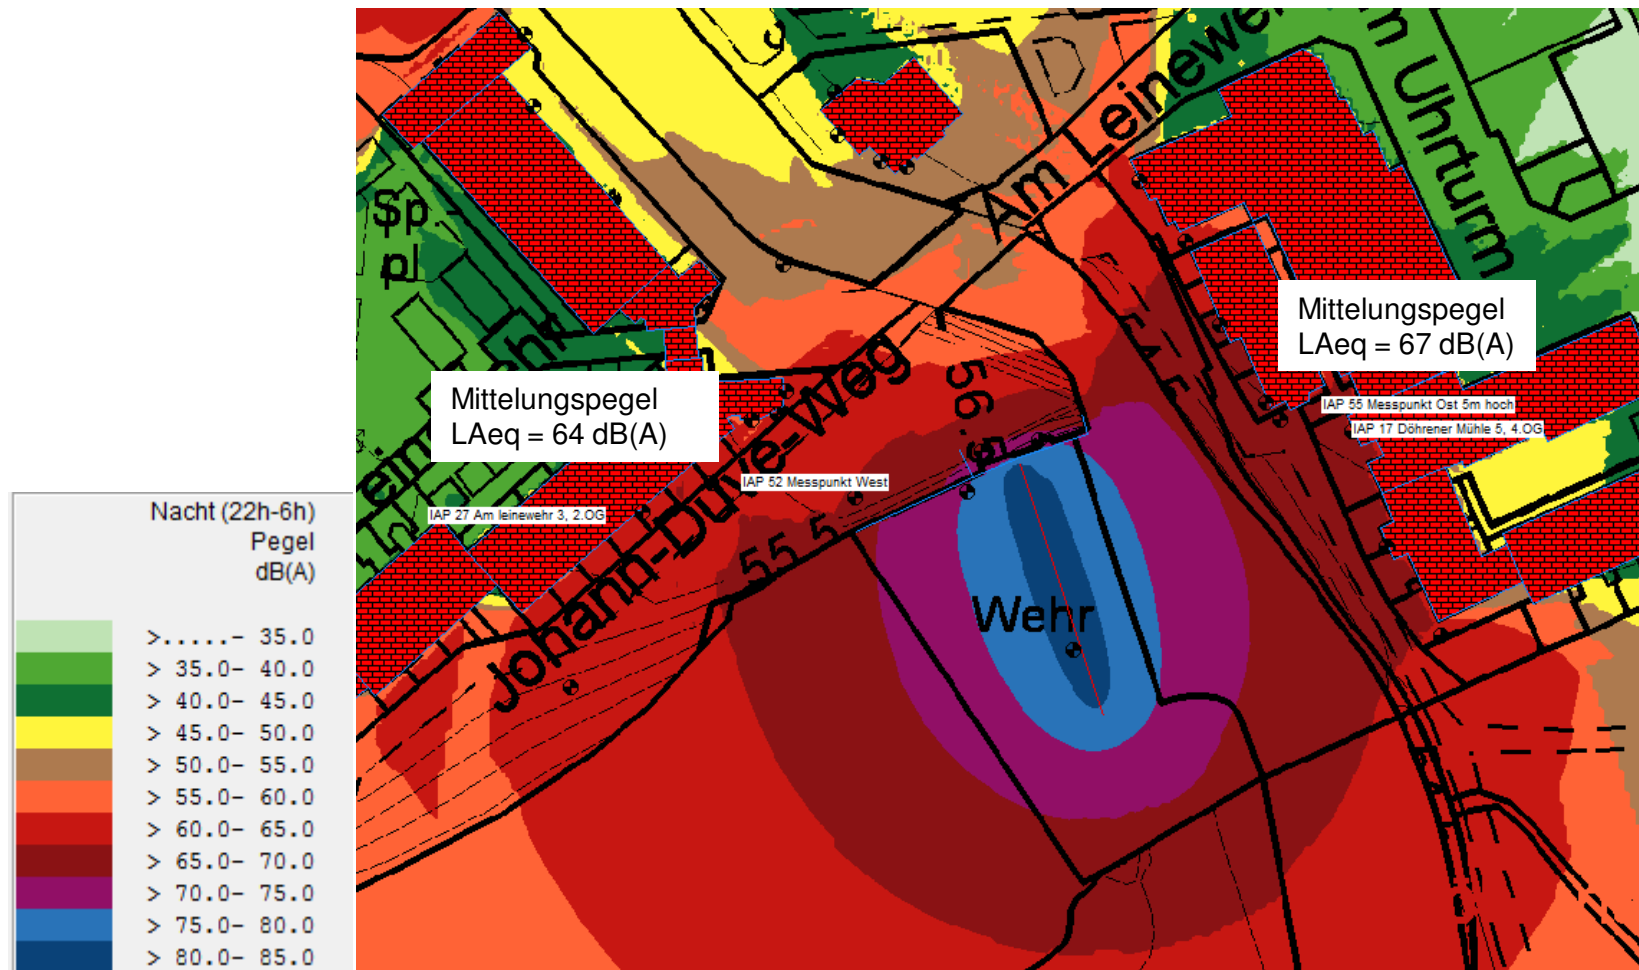 Nacht (22h-6h)
Pegel
dB(A)
>.....- 35.0
> 35.0- 40.0
> 40.0- 45.0
> 45.0- 50.0
> 50.0- 55.0
> 55.0- 60.0
> 60.0- 65.0
> 65.0- 70.0
> 70.0- 75.0
> 75.0- 80.0
> 80.0- 85.0
Sp.-
pl
Am Leinewe
m Uhrturm
Mittelungspegel
LAeq = 67 dB(A)
Mittelungspegel
LAeq = 64 dB(A)
IAP 55 Messpunkt Ost 5m hoch
IAP 17 Döhrener Mühle 5, 4.OG
IAP 52 Messpunkt West
IAP 27 Am leinewehr 3, 2.OG
Johann-Duve-Weg
56.5
55.5
Wehr